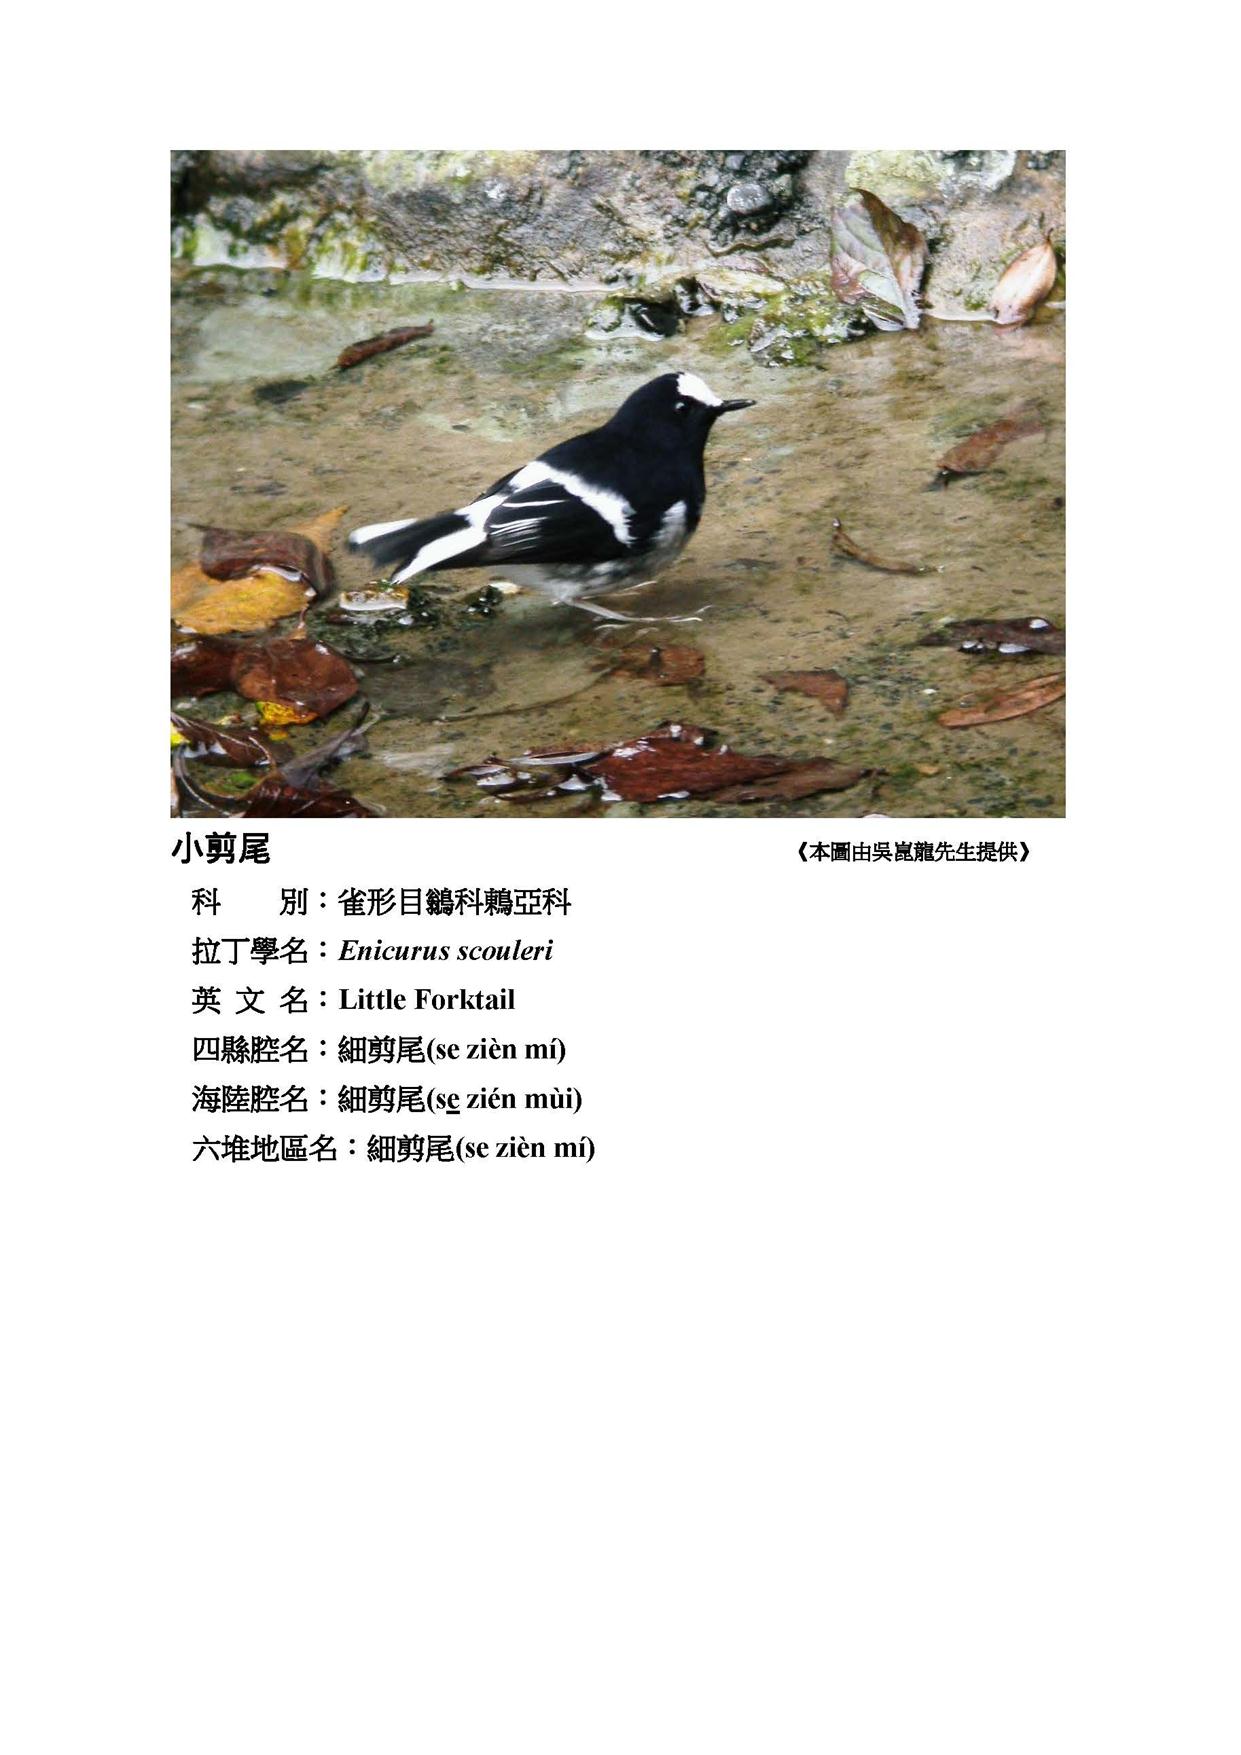 小剪尾 《本圖由吳崑龍先生提供》
科　　別：雀形目鶲科鶇亞科
拉丁學名：Enicurus scouleri
英 文 名：Little Forktail
四縣腔名：細剪尾(se zièn mí)
海陸腔名：細剪尾(se zién mùi)
六堆地區名：細剪尾(se zièn mí)